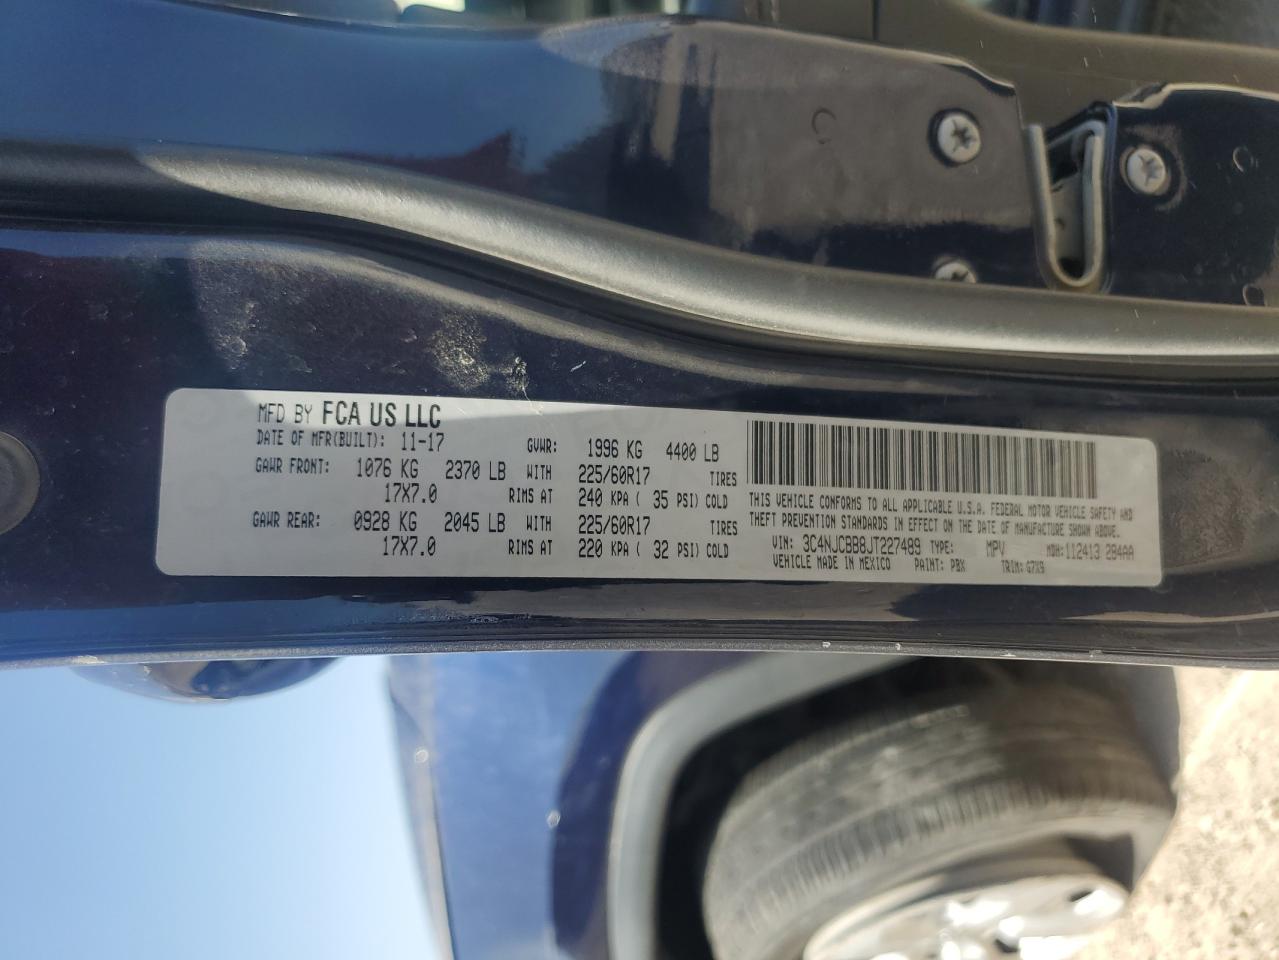 MFD BY FCA US LLC
DATE OF MFR(BUILT): 11-17 GVWR: 1996 KG 4400 LB
GAWR FRONT: 1076 KG 2370 LB WITH 225/60R17 TIRES
17X7.0 RIMS AT 240 KPA ( 35 PSI) COLD
GAWR REAR: 0928 KG 2045 LB WITH 225/60R17 TIRES
17X7.0 RIMS AT 220 KPA ( 32 PSI) COLD
THIS VEHICLE CONFORMS TO ALL APPLICABLE U.S.A. FEDERAL MOTOR VEHICLE SAFETY AND
THEFT PREVENTION STANDARDS IN EFFECT ON THE DATE OF MANUFACTURE SHOWN ABOVE.
VIN: 3C4NJCBB8JT227489 TYPE: MPV MDH:112413 284AA
VEHICLE MADE IN MEXICO PAINT: PBX TRIM: G7X9